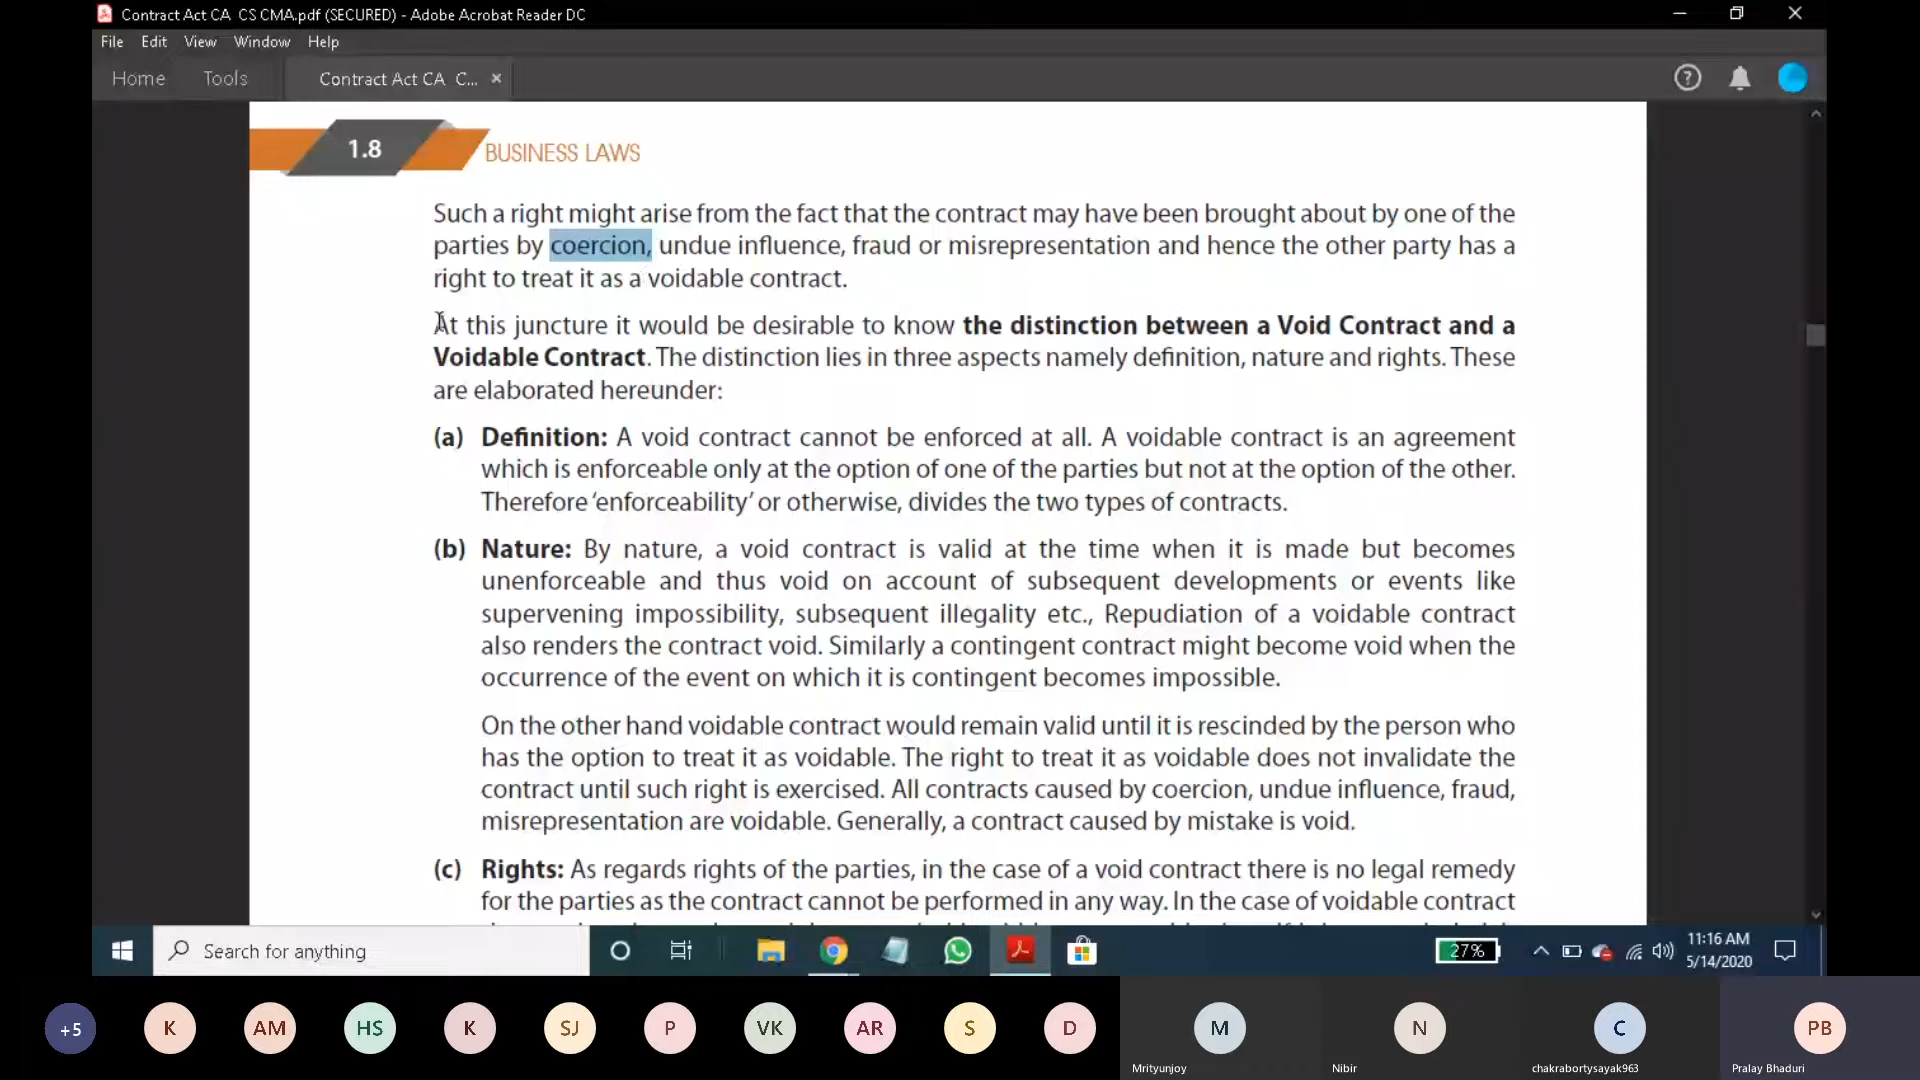 Contract Act CA CS CMA.pdf (SECURED) - Adobe Acrobat Reader DC
File Edit View Window Help
Home Tools Contract Act CA C... ×
1.8 BUSINESS LAWS
Such a right might arise from the fact that the contract may have been brought about by one of the
parties by coercion, undue influence, fraud or misrepresentation and hence the other party has a
right to treat it as a voidable contract.
At this juncture it would be desirable to know the distinction between a Void Contract and a
Voidable Contract. The distinction lies in three aspects namely definition, nature and rights. These
are elaborated hereunder:
(a) Definition: A void contract cannot be enforced at all. A voidable contract is an agreement
which is enforceable only at the option of one of the parties but not at the option of the other.
Therefore ‘enforceability’ or otherwise, divides the two types of contracts.
(b) Nature: By nature, a void contract is valid at the time when it is made but becomes
unenforceable and thus void on account of subsequent developments or events like
supervening impossibility, subsequent illegality etc., Repudiation of a voidable contract
also renders the contract void. Similarly a contingent contract might become void when the
occurrence of the event on which it is contingent becomes impossible.
On the other hand voidable contract would remain valid until it is rescinded by the person who
has the option to treat it as voidable. The right to treat it as voidable does not invalidate the
contract until such right is exercised. All contracts caused by coercion, undue influence, fraud,
misrepresentation are voidable. Generally, a contract caused by mistake is void.
(c) Rights: As regards rights of the parties, in the case of a void contract there is no legal remedy
for the parties as the contract cannot be performed in any way. In the case of voidable contract
Search for anything
27%
11:16 AM
5/14/2020
+5 K AM HS K SJ P VK AR S D M N C PB
Mrityunjoy Nibir chakrabortysayak963 Pralay Bhaduri